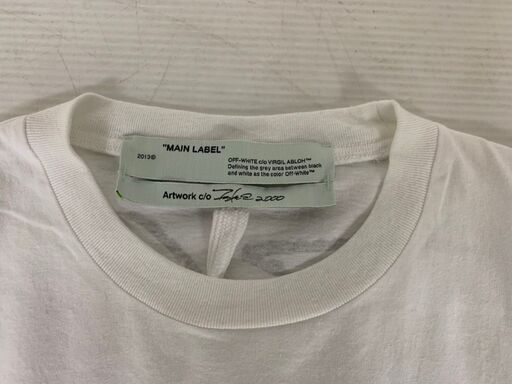 "MAIN LABEL"
2013©
OFF-WHITE c/o VIRGIL ABLOH™
Defining the grey area between black
and white as the color Off-White™
Artwork c/o 2000